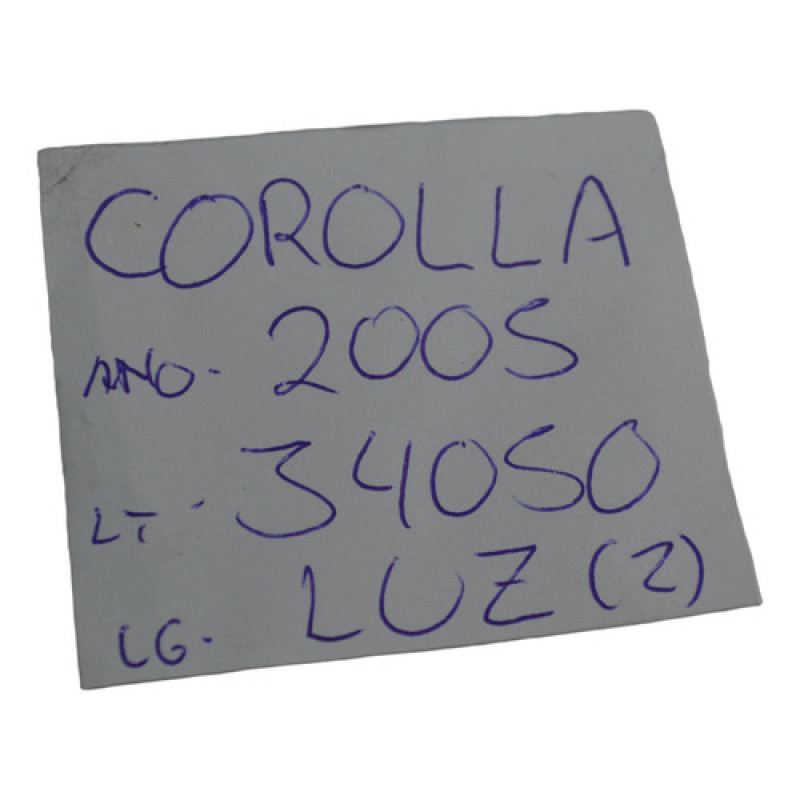 COROLLA
ANO- 2005
LT- 34050
LG- LUZ (2)